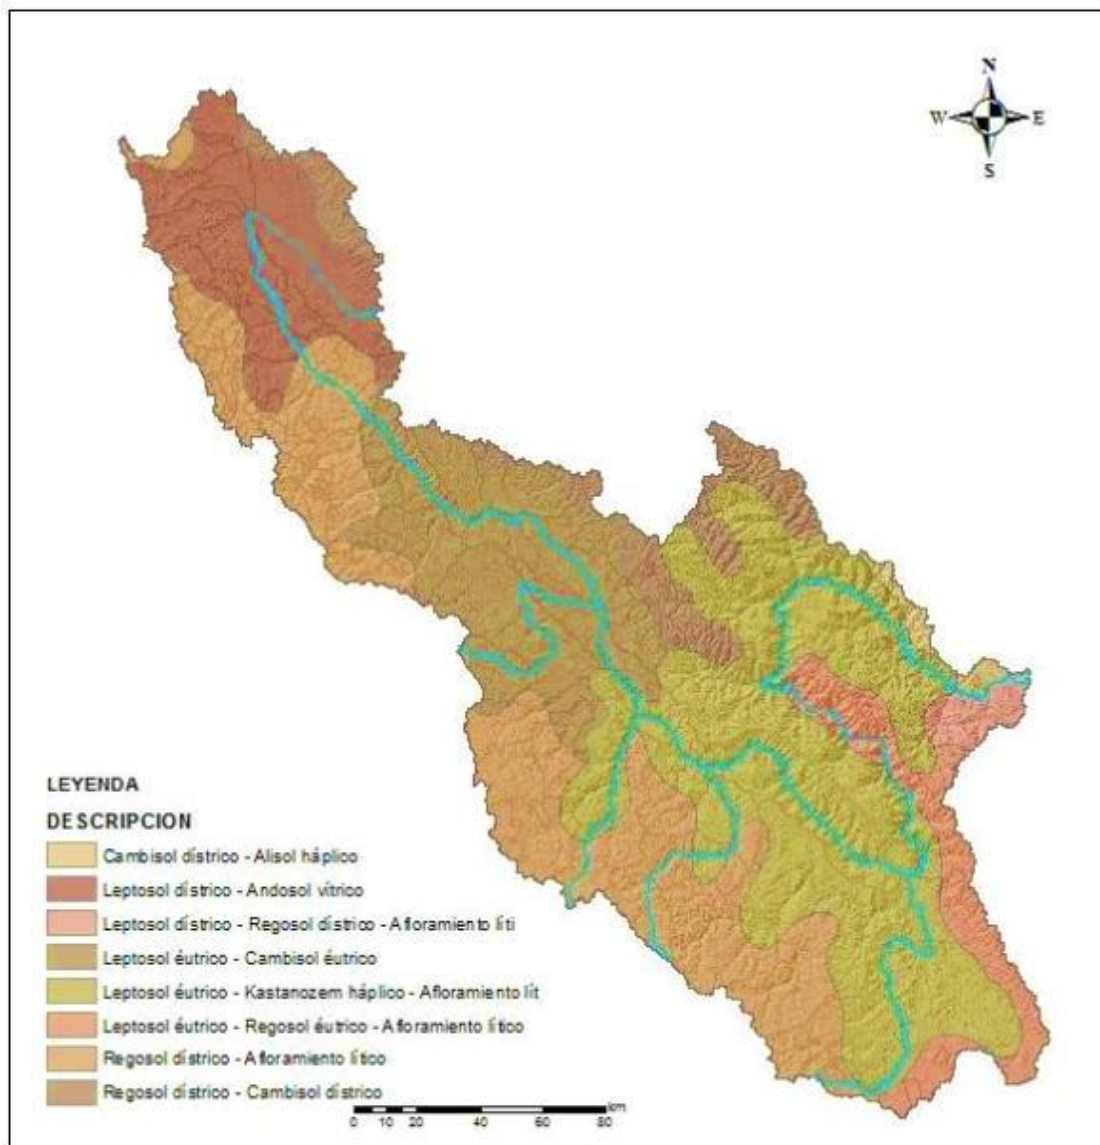 N
W E
S
LEYENDA
DESCRIPCION
Cambisol dístrico - Alisol háplico
Leptosol dístrico - Andosol vítrico
Leptosol dístrico - Regosol dístrico - Afloramiento líti
Leptosol éutrico - Cambisol éutrico
Leptosol éutrico - Kastanozem háplico - Afloramiento lít
Leptosol éutrico - Regosol éutrico - Afloramiento lítico
Regosol dístrico - Afloramiento lítico
Regosol dístrico - Cambisol dístrico
km
0 10 20 40 60 80